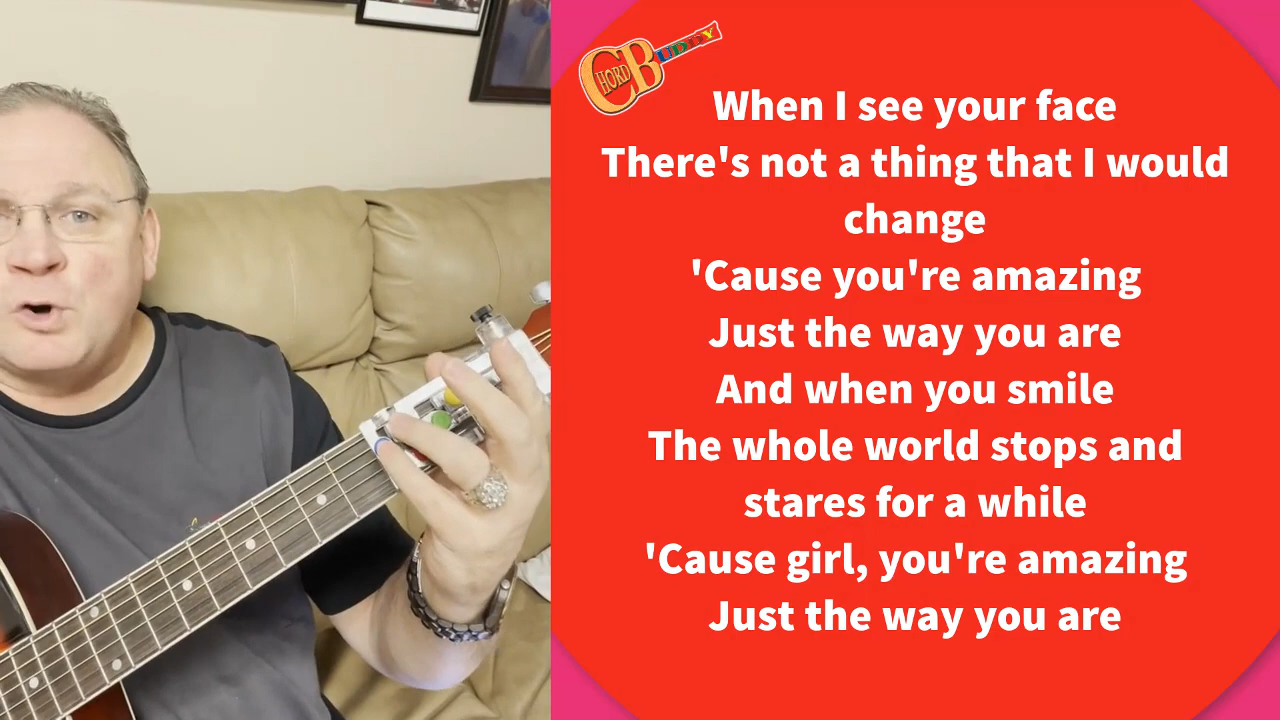 CHORD BUDDY
When I see your face
There's not a thing that I would
change
'Cause you're amazing
Just the way you are
And when you smile
The whole world stops and
stares for a while
'Cause girl, you're amazing
Just the way you are